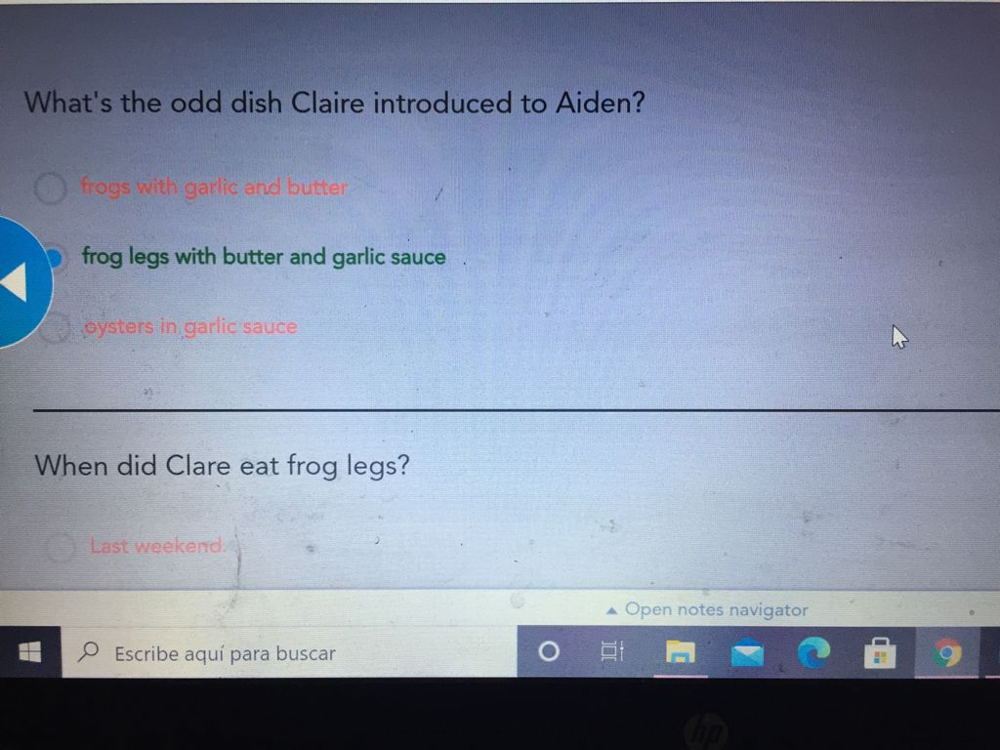 What's the odd dish Claire introduced to Aiden?
frogs with garlic and butter
frog legs with butter and garlic sauce
oysters in garlic sauce
When did Clare eat frog legs?
Last weekend.
Open notes navigator
Escribe aquí para buscar
hp